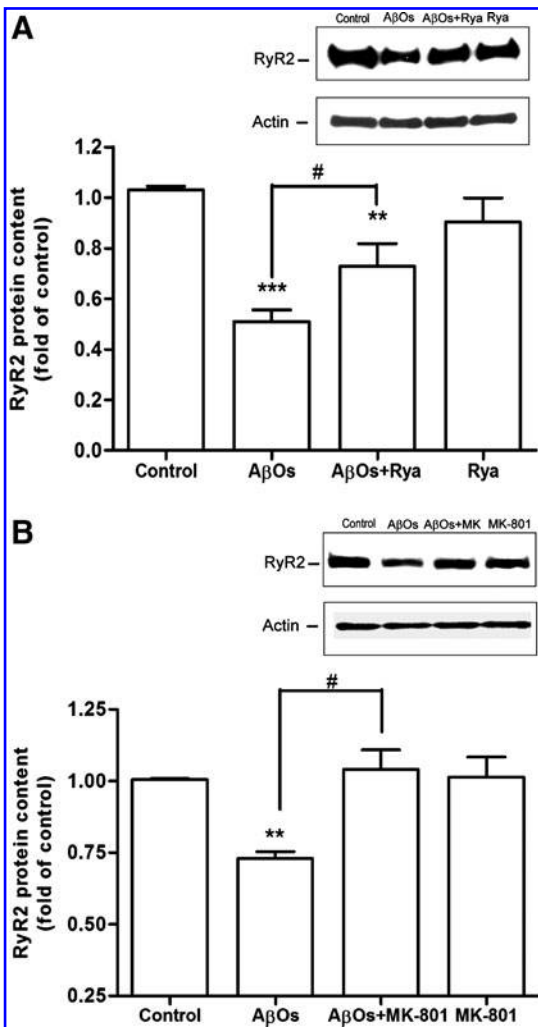 A
Control AβOs AβOs+Rya Rya
RyR2
Actin
RyR2 protein content
(fold of control)
1.2
1.0
0.8
0.6
0.4
0.2
0.0
#
***
**
Control AβOs AβOs+Rya Rya
B
Control AβOs AβOs+MK MK-801
RyR2
Actin
RyR2 protein content
(fold of control)
1.25
1.00
0.75
0.50
0.25
#
**
Control AβOs AβOs+MK-801 MK-801